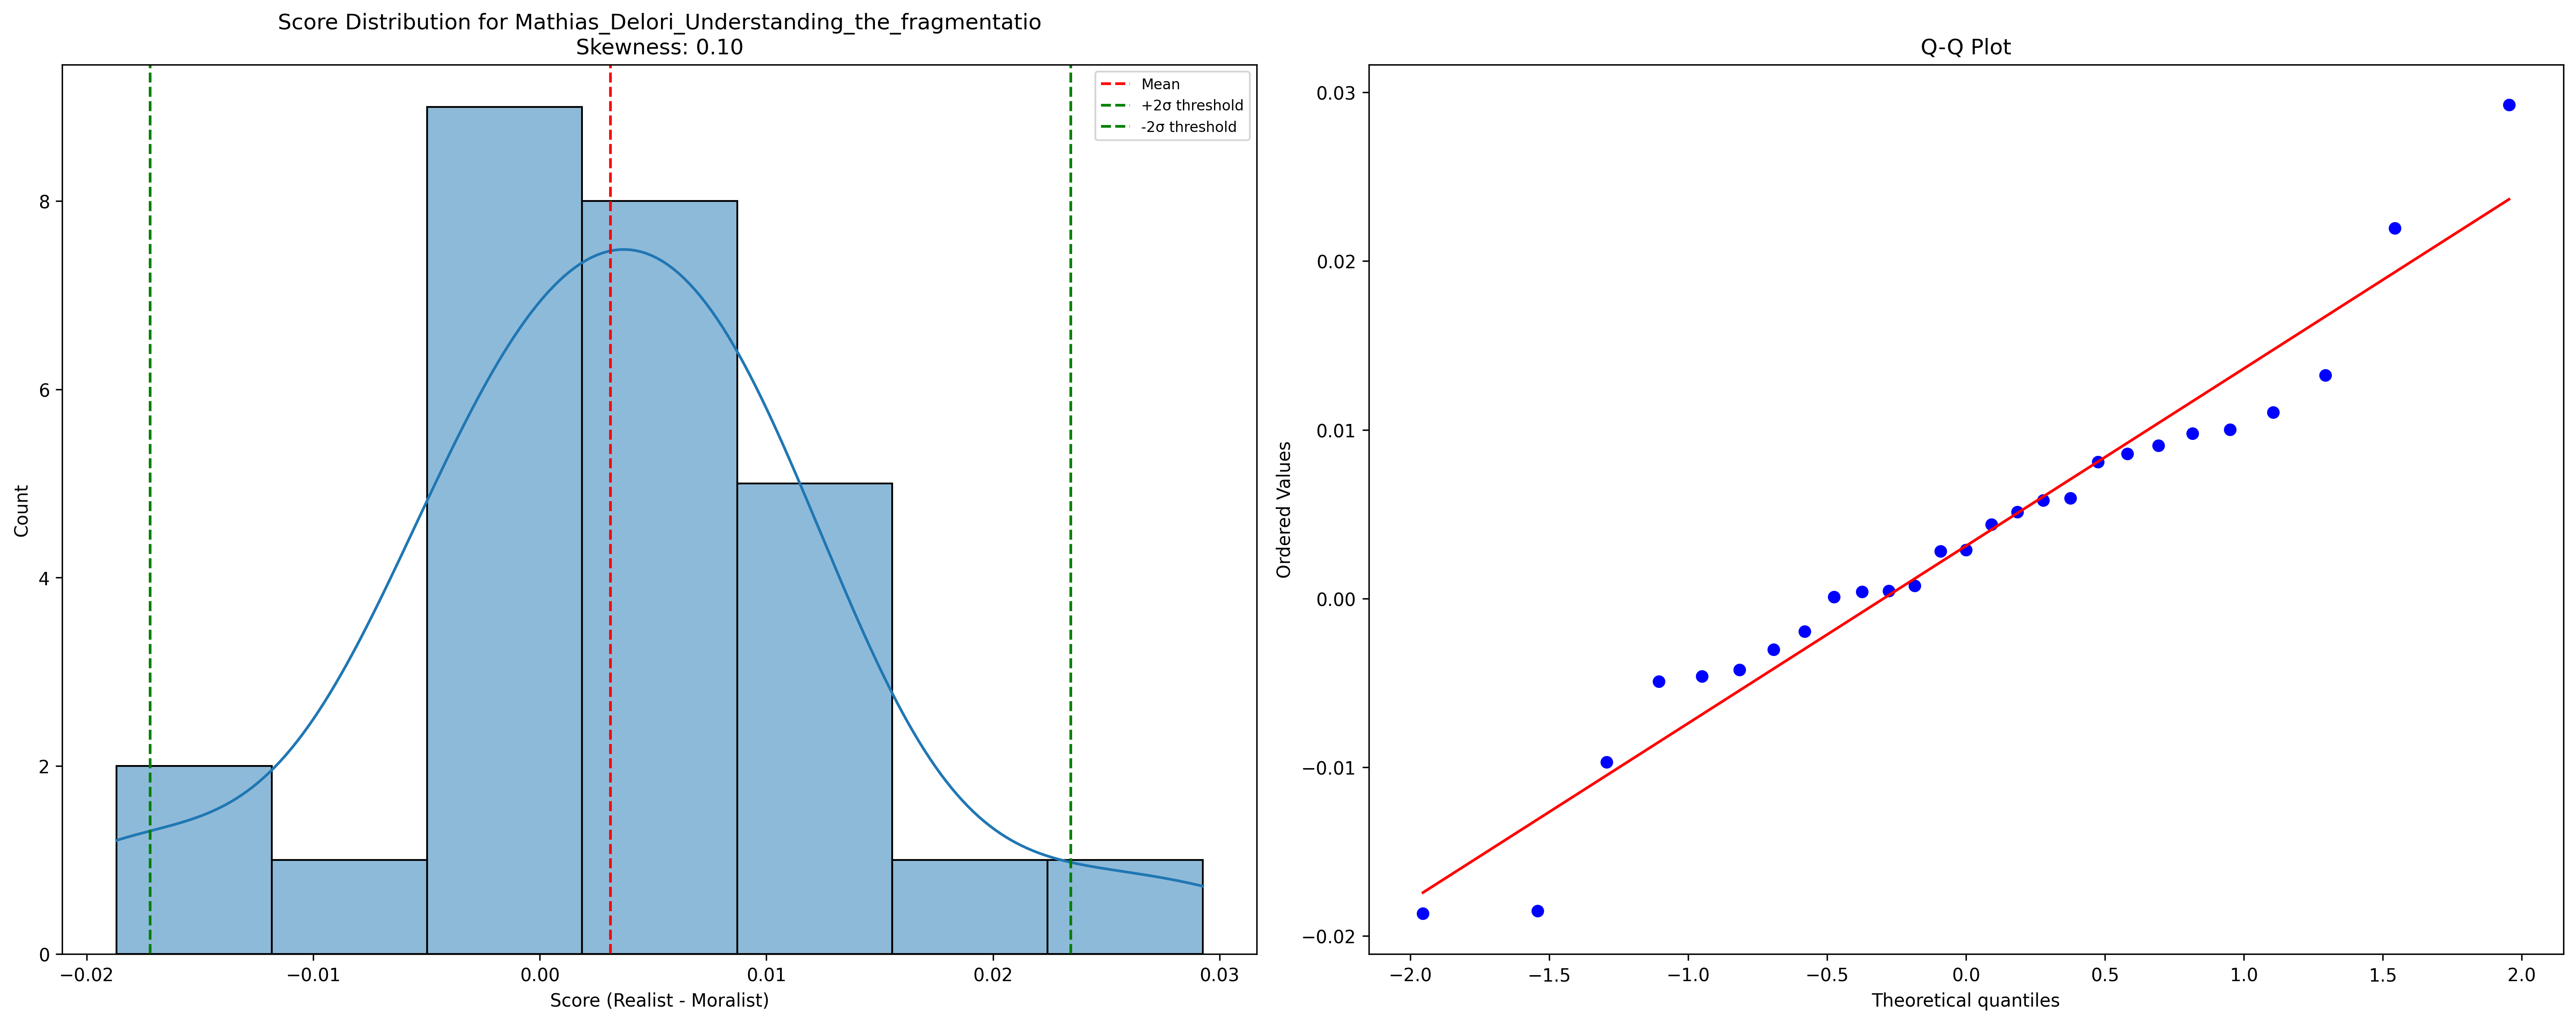 Score Distribution for Mathias_Delori_Understanding_the_fragmentatio
Skewness: 0.10
Mean
+2σ threshold
-2σ threshold
Count
8
6
4
2
0
−0.02 −0.01 0.00 0.01 0.02 0.03
Score (Realist - Moralist)
Q-Q Plot
Ordered Values
0.03
0.02
0.01
0.00
−0.01
−0.02
−2.0 −1.5 −1.0 −0.5 0.0 0.5 1.0 1.5 2.0
Theoretical quantiles